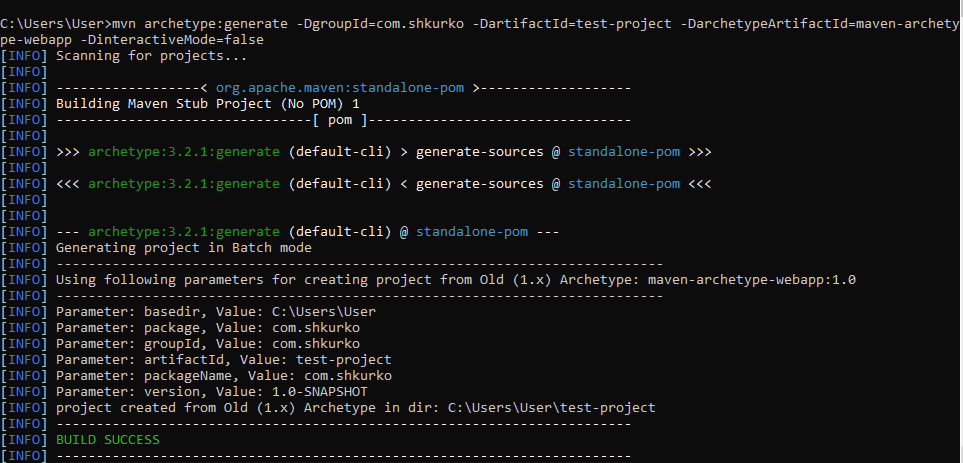 C:\Users\User>mvn archetype:generate -DgroupId=com.shkurko -DartifactId=test-project -DarchetypeArtifactId=maven-archety
pe-webapp -DinteractiveMode=false
[INFO] Scanning for projects...
[INFO]
[INFO] ------------------< org.apache.maven:standalone-pom >-------------------
[INFO] Building Maven Stub Project (No POM) 1
[INFO] --------------------------------[ pom ]---------------------------------
[INFO]
[INFO] >>> archetype:3.2.1:generate (default-cli) > generate-sources @ standalone-pom >>>
[INFO]
[INFO] <<< archetype:3.2.1:generate (default-cli) < generate-sources @ standalone-pom <<<
[INFO]
[INFO]
[INFO] --- archetype:3.2.1:generate (default-cli) @ standalone-pom ---
[INFO] Generating project in Batch mode
[INFO] ----------------------------------------------------------------------------
[INFO] Using following parameters for creating project from Old (1.x) Archetype: maven-archetype-webapp:1.0
[INFO] ----------------------------------------------------------------------------
[INFO] Parameter: basedir, Value: C:\Users\User
[INFO] Parameter: package, Value: com.shkurko
[INFO] Parameter: groupId, Value: com.shkurko
[INFO] Parameter: artifactId, Value: test-project
[INFO] Parameter: packageName, Value: com.shkurko
[INFO] Parameter: version, Value: 1.0-SNAPSHOT
[INFO] project created from Old (1.x) Archetype in dir: C:\Users\User\test-project
[INFO] ------------------------------------------------------------------------
[INFO] BUILD SUCCESS
[INFO] ------------------------------------------------------------------------